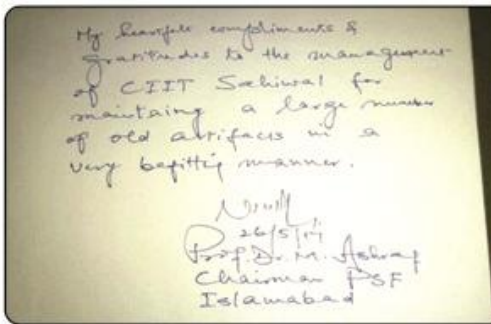 My heartfelt compliments &
gratitudes to the management
of CIIT Sahiwal for
maintaing a large number
of old artifacts in a
very befitting manner.
26/5/14
Prof. Dr. M. Ashraf
Chairman PSF
Islamabad